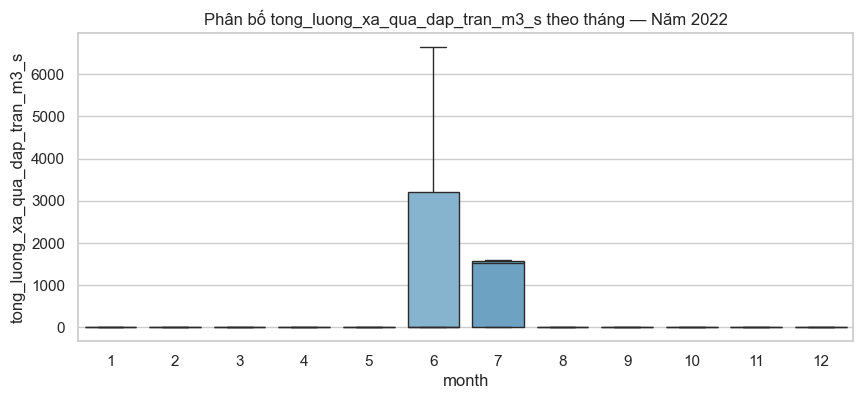 Phân bố tong_luong_xa_qua_dap_tran_m3_s theo tháng — Năm 2022
tong_luong_xa_qua_dap_tran_m3_s
6000
5000
4000
3000
2000
1000
0
1 2 3 4 5 6 7 8 9 10 11 12
month